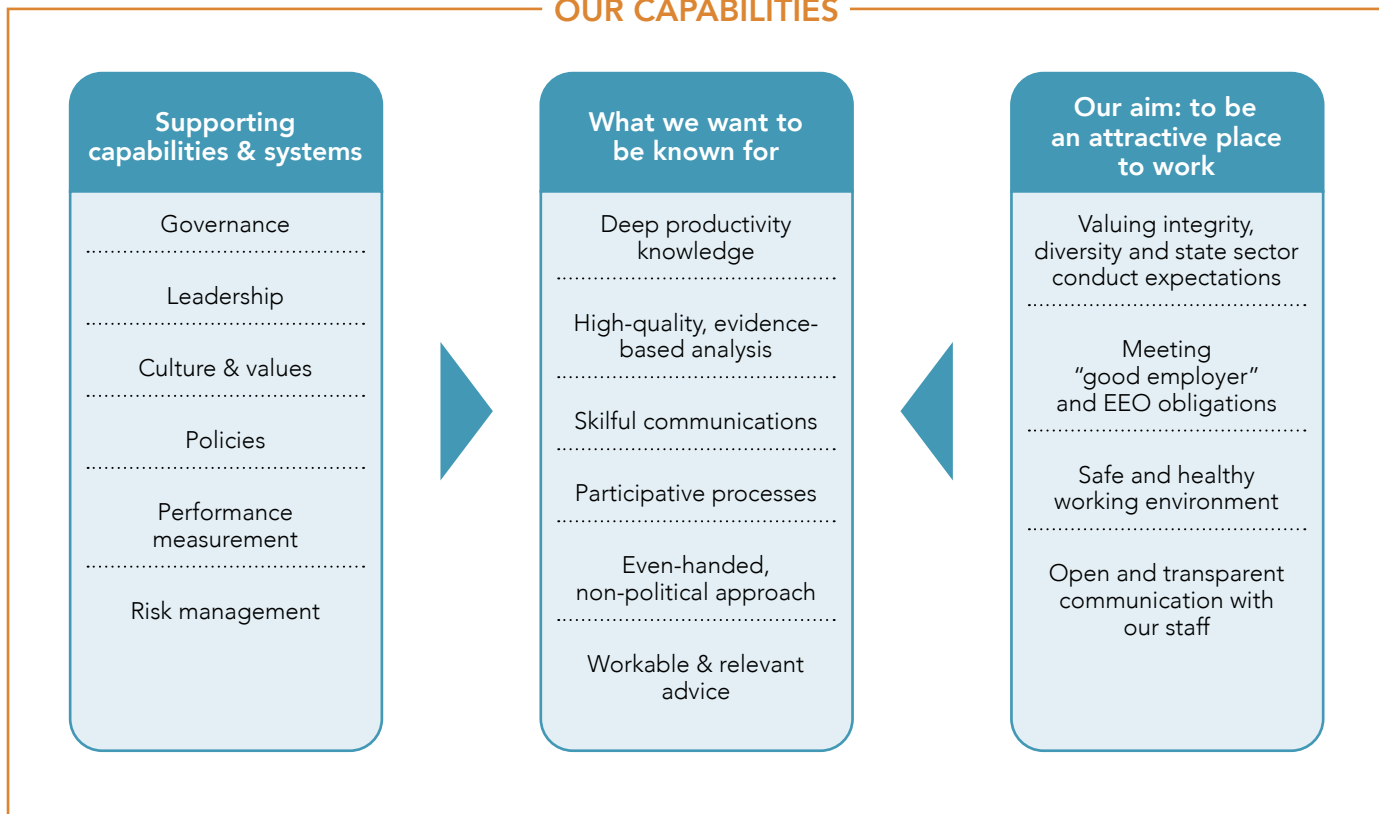 OUR CAPABILITIES
Supporting
capabilities & systems
Governance
Leadership
Culture & values
Policies
Performance
measurement
Risk management
What we want to
be known for
Deep productivity
knowledge
High-quality, evidence-
based analysis
Skilful communications
Participative processes
Even-handed,
non-political approach
Workable & relevant
advice
Our aim: to be
an attractive place
to work
Valuing integrity,
diversity and state sector
conduct expectations
Meeting
“good employer”
and EEO obligations
Safe and healthy
working environment
Open and transparent
communication with
our staff